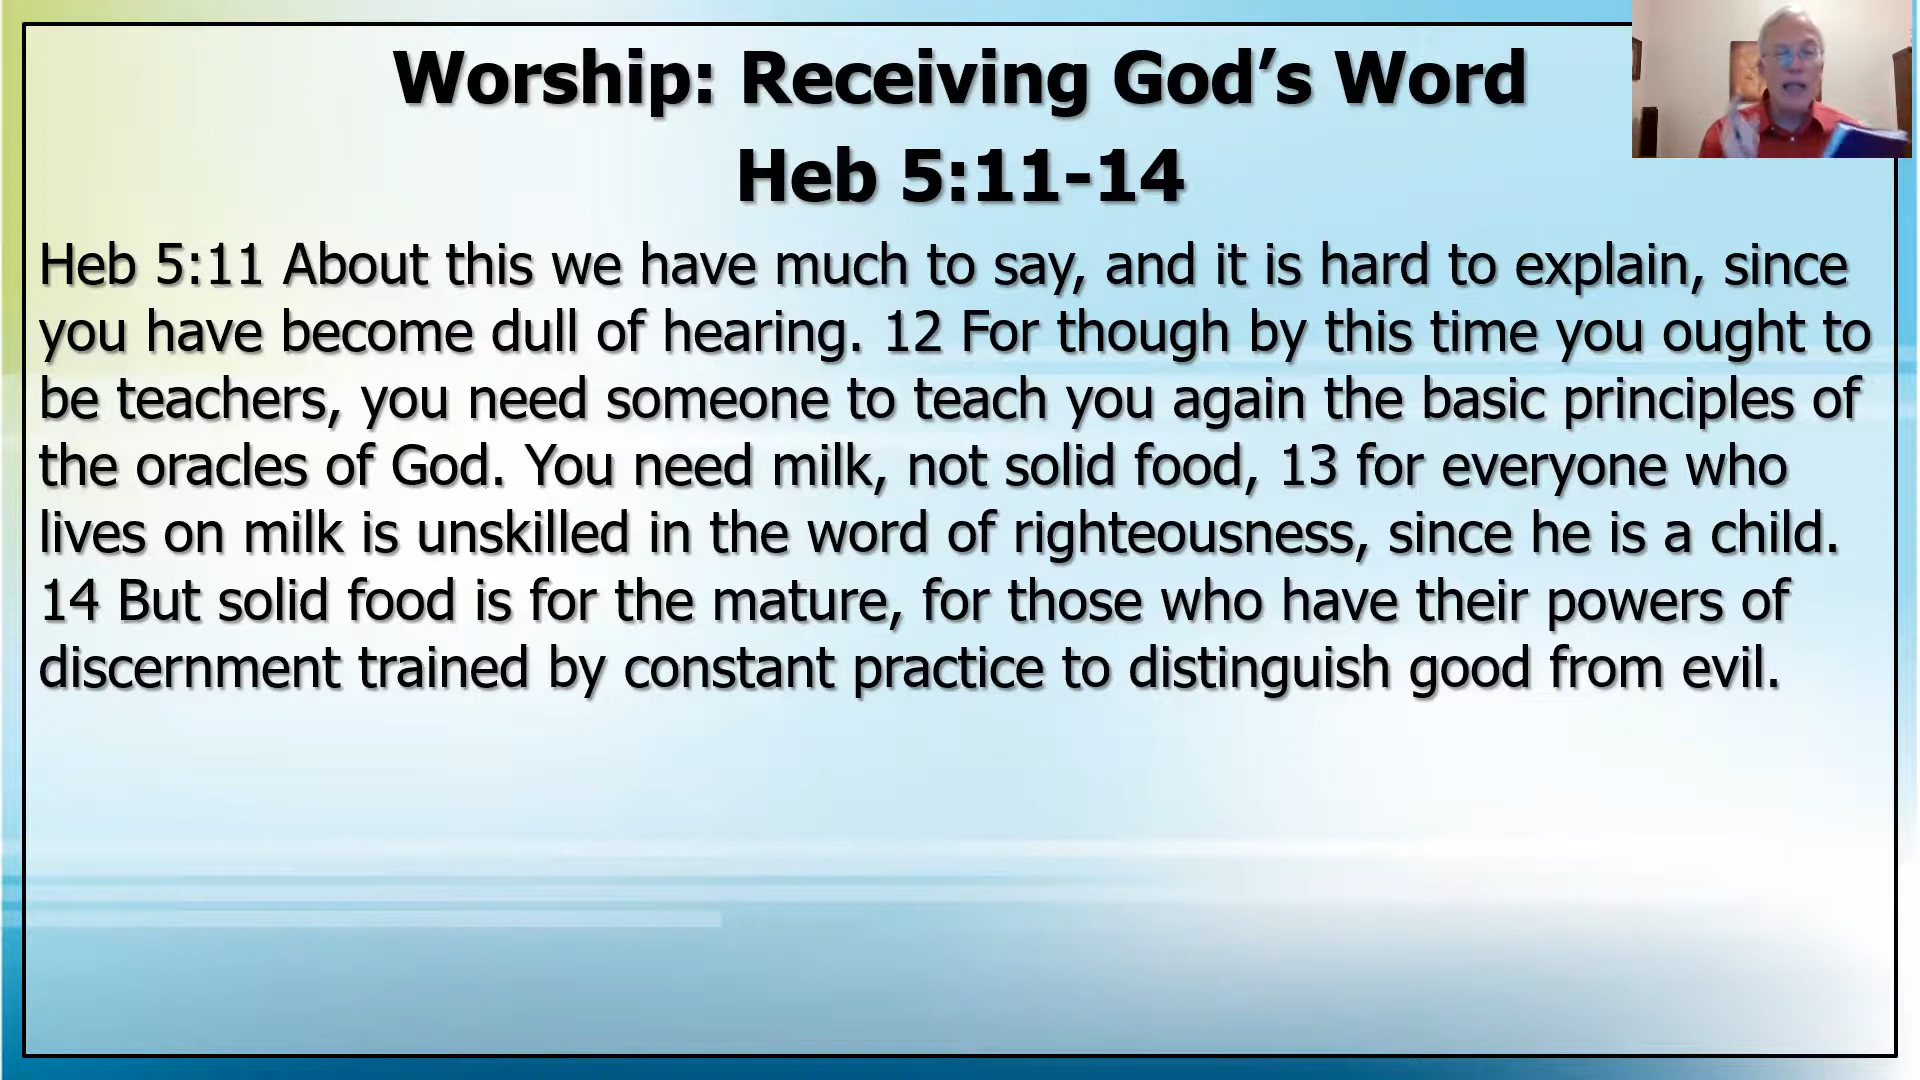 Worship: Receiving God’s Word
Heb 5:11-14
Heb 5:11 About this we have much to say, and it is hard to explain, since
you have become dull of hearing. 12 For though by this time you ought to
be teachers, you need someone to teach you again the basic principles of
the oracles of God. You need milk, not solid food, 13 for everyone who
lives on milk is unskilled in the word of righteousness, since he is a child.
14 But solid food is for the mature, for those who have their powers of
discernment trained by constant practice to distinguish good from evil.